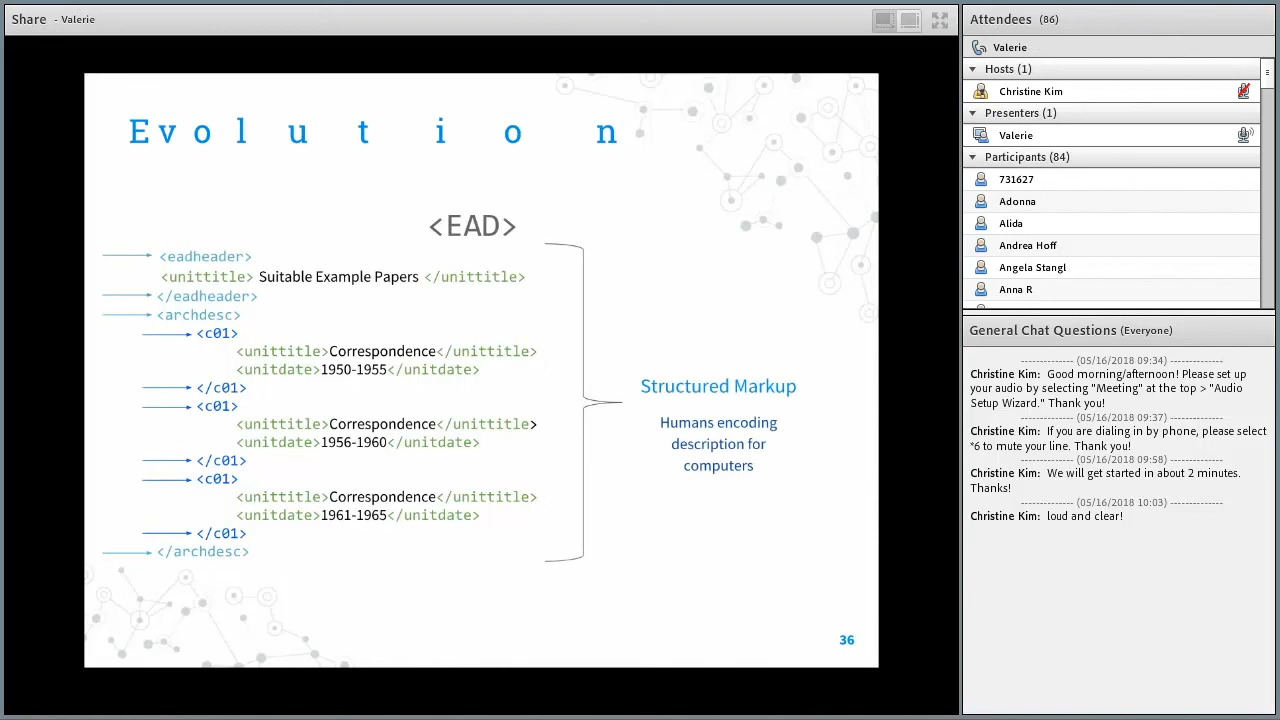 Share - Valerie
E v o l u t i o n
<EAD>
<eadheader>
<unittitle> Suitable Example Papers </unittitle>
</eadheader>
<archdesc>
<c01>
<unittitle>Correspondence</unittitle>
<unitdate>1950-1955</unitdate>
</c01>
<c01>
<unittitle>Correspondence</unittitle>
<unitdate>1956-1960</unitdate>
</c01>
<c01>
<unittitle>Correspondence</unittitle>
<unitdate>1961-1965</unitdate>
</c01>
</archdesc>
Structured Markup
Humans encoding
description for
computers
36
Attendees (86)
Valerie
Hosts (1)
Christine Kim
Presenters (1)
Valerie
Participants (84)
731627
Adonna
Alida
Andrea Hoff
Angela Stangl
Anna R
General Chat Questions (Everyone)
------------- (05/16/2018 09:34) -------------
Christine Kim: Good morning/afternoon! Please set up
your audio by selecting "Meeting" at the top > "Audio
Setup Wizard." Thank you!
------------- (05/16/2018 09:37) -------------
Christine Kim: If you are dialing in by phone, please select
*6 to mute your line. Thank you!
------------- (05/16/2018 09:58) -------------
Christine Kim: We will get started in about 2 minutes.
Thanks!
------------- (05/16/2018 10:03) -------------
Christine Kim: loud and clear!